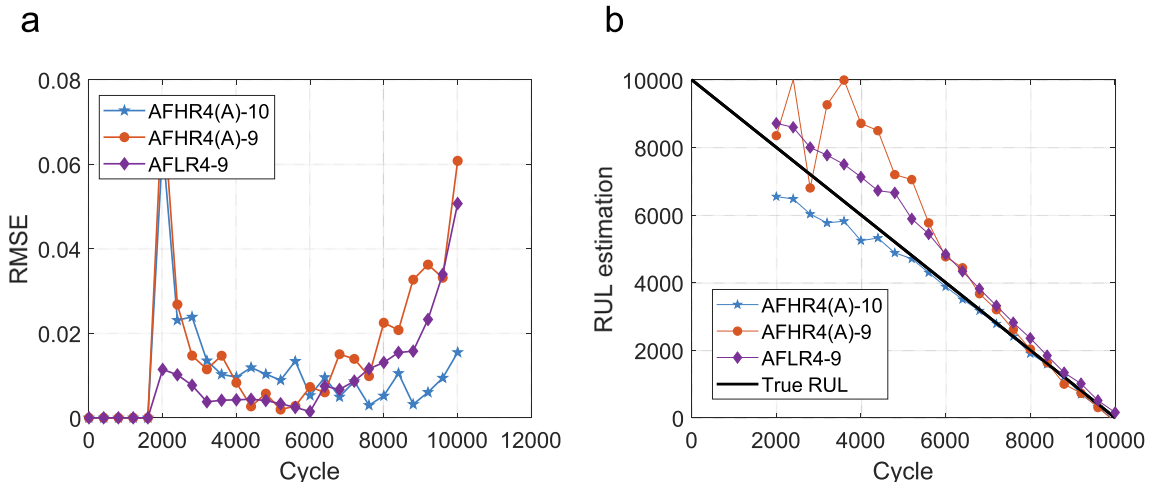 a
0.08
0.06
0.04
0.02
0
RMSE
AFHR4(A)-10
AFHR4(A)-9
AFLR4-9
0 2000 4000 6000 8000 10000 12000
Cycle
b
10000
8000
6000
4000
2000
0
RUL estimation
AFHR4(A)-10
AFHR4(A)-9
AFLR4-9
True RUL
0 2000 4000 6000 8000 10000
Cycle